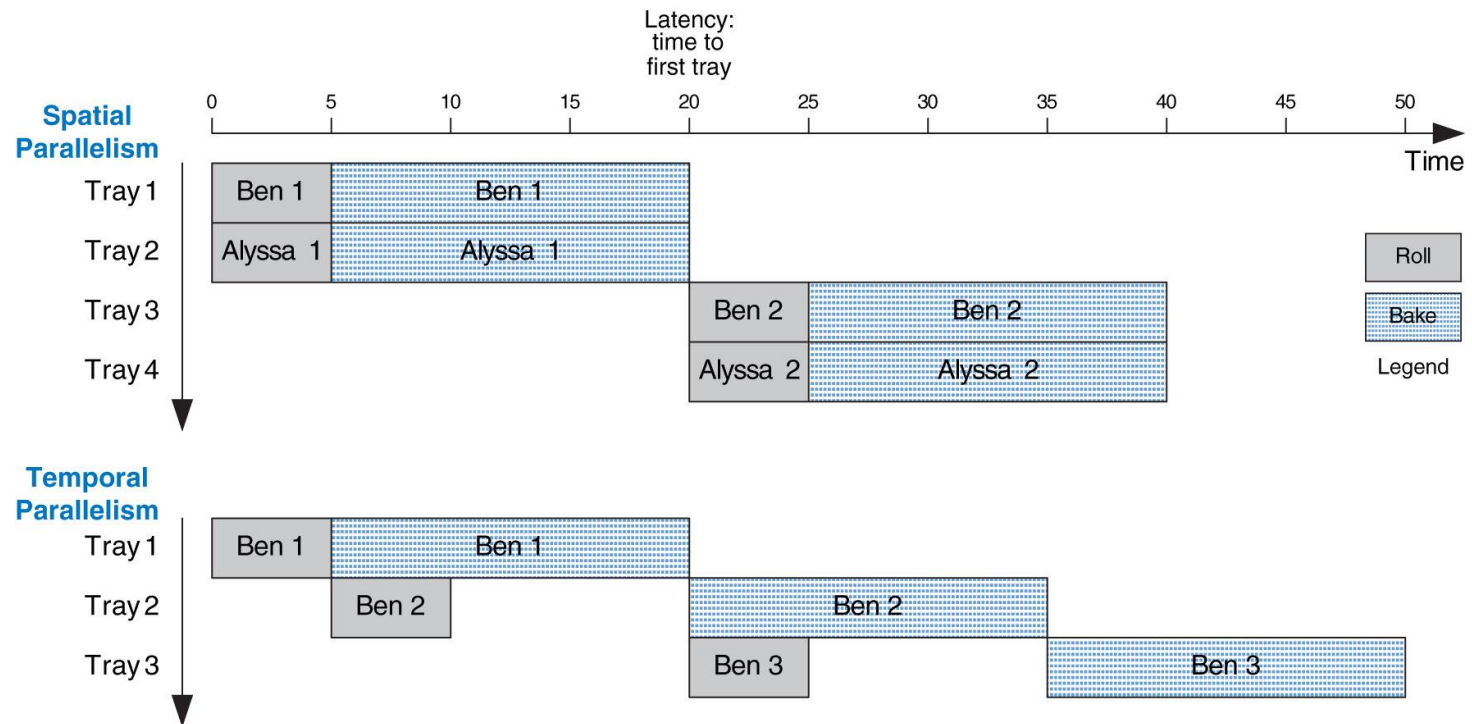 Latency:
time to
first tray
0 5 10 15 20 25 30 35 40 45 50
Time
Spatial
Parallelism
Tray 1 Ben 1 Ben 1
Tray 2 Alyssa 1 Alyssa 1
Tray 3 Ben 2 Ben 2
Tray 4 Alyssa 2 Alyssa 2
Roll
Bake
Legend
Temporal
Parallelism
Tray 1 Ben 1 Ben 1
Tray 2 Ben 2 Ben 2
Tray 3 Ben 3 Ben 3